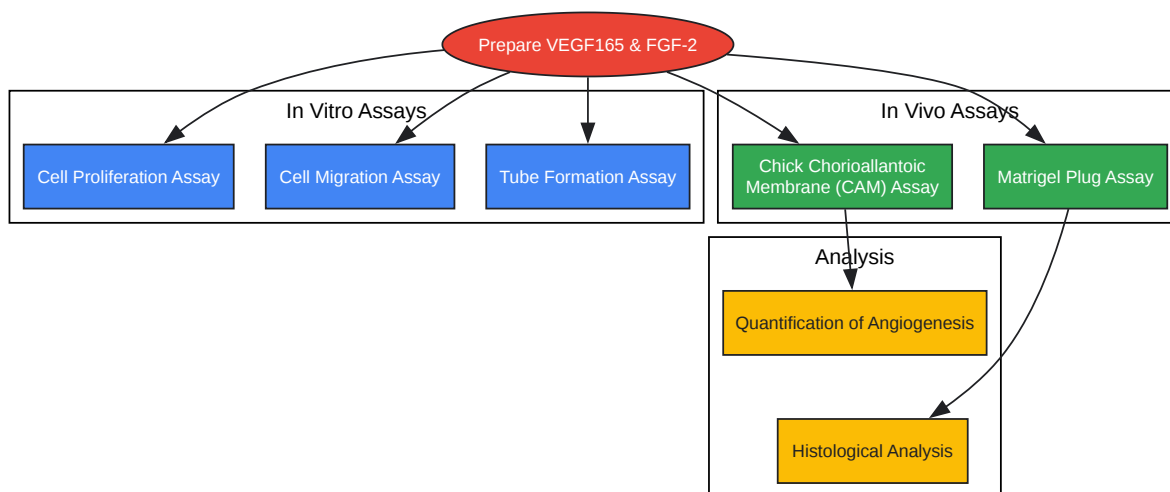 Prepare VEGF165 & FGF-2
In Vitro Assays
In Vivo Assays
Cell Proliferation Assay
Cell Migration Assay
Tube Formation Assay
Chick Chorioallantoic
Membrane (CAM) Assay
Matrigel Plug Assay
Analysis
Quantification of Angiogenesis
Histological Analysis